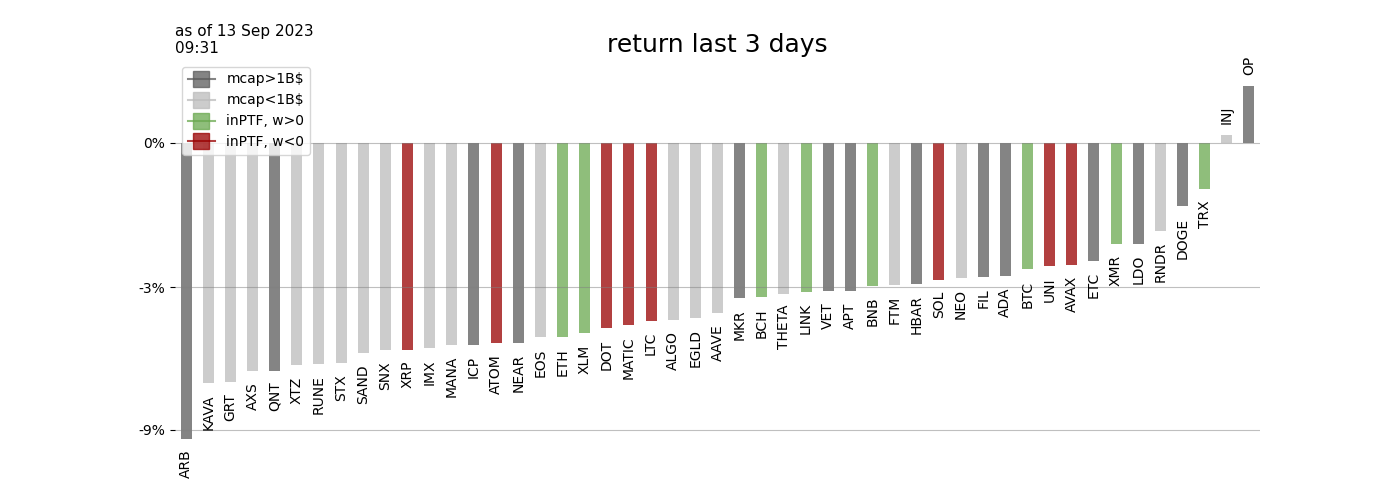 as of 13 Sep 2023
09:31
return last 3 days
mcap>1B$
mcap<1B$
inPTF, w>0
inPTF, w<0
0%
-3%
-9%
ARB
KAVA
GRT
AXS
QNT
XTZ
RUNE
STX
SAND
SNX
XRP
IMX
MANA
ICP
ATOM
NEAR
EOS
ETH
XLM
DOT
MATIC
LTC
ALGO
EGLD
AAVE
MKR
BCH
THETA
LINK
VET
APT
BNB
FTM
HBAR
SOL
NEO
FIL
ADA
BTC
UNI
AVAX
ETC
XMR
LDO
RNDR
DOGE
TRX
INJ
OP